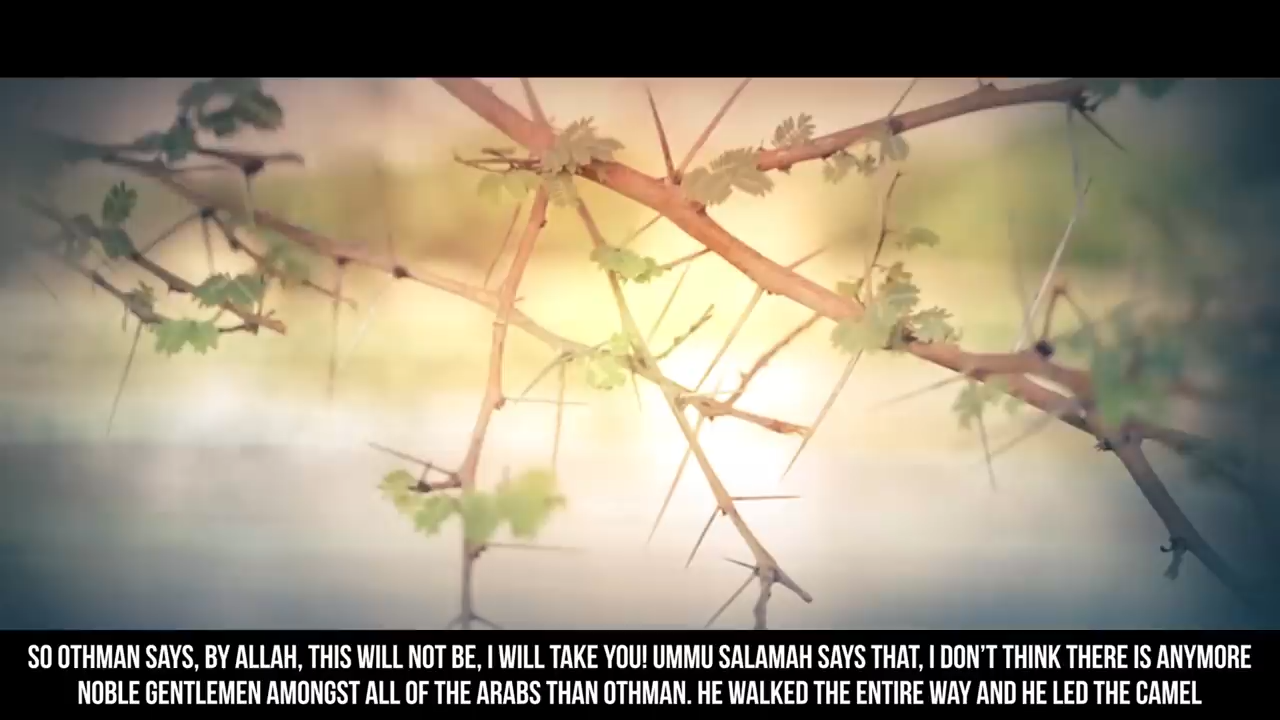 SO OTHMAN SAYS, BY ALLAH, THIS WILL NOT BE, I WILL TAKE YOU! UMMU SALAMAH SAYS THAT, I DON'T THINK THERE IS ANYMORE
NOBLE GENTLEMEN AMONGST ALL OF THE ARABS THAN OTHMAN. HE WALKED THE ENTIRE WAY AND HE LED THE CAMEL